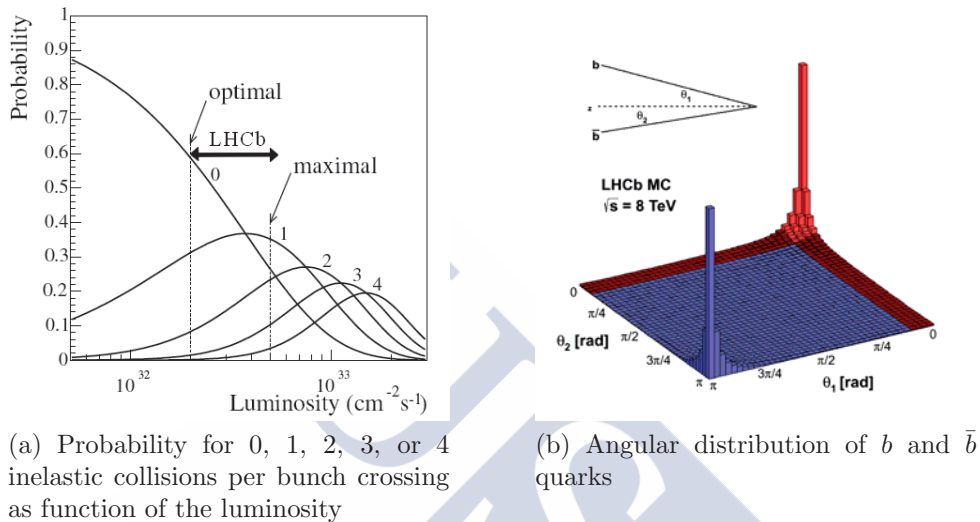 Probability
1
0.9
0.8
0.7
0.6
0.5
0.4
0.3
0.2
0.1
0
optimal
LHCb
0
maximal
1
2
3
4
10^32
10^33
Luminosity (cm⁻²s⁻¹)
b
θ₁
z
θ₂
b̄
LHCb MC
√s = 8 TeV
0
π/4
π/2
3π/4
π
θ₂ [rad]
π
3π/4
π/2
π/4
0
θ₁ [rad]
(a) Probability for 0, 1, 2, 3, or 4
inelastic collisions per bunch crossing
as function of the luminosity
(b) Angular distribution of b and b̄
quarks